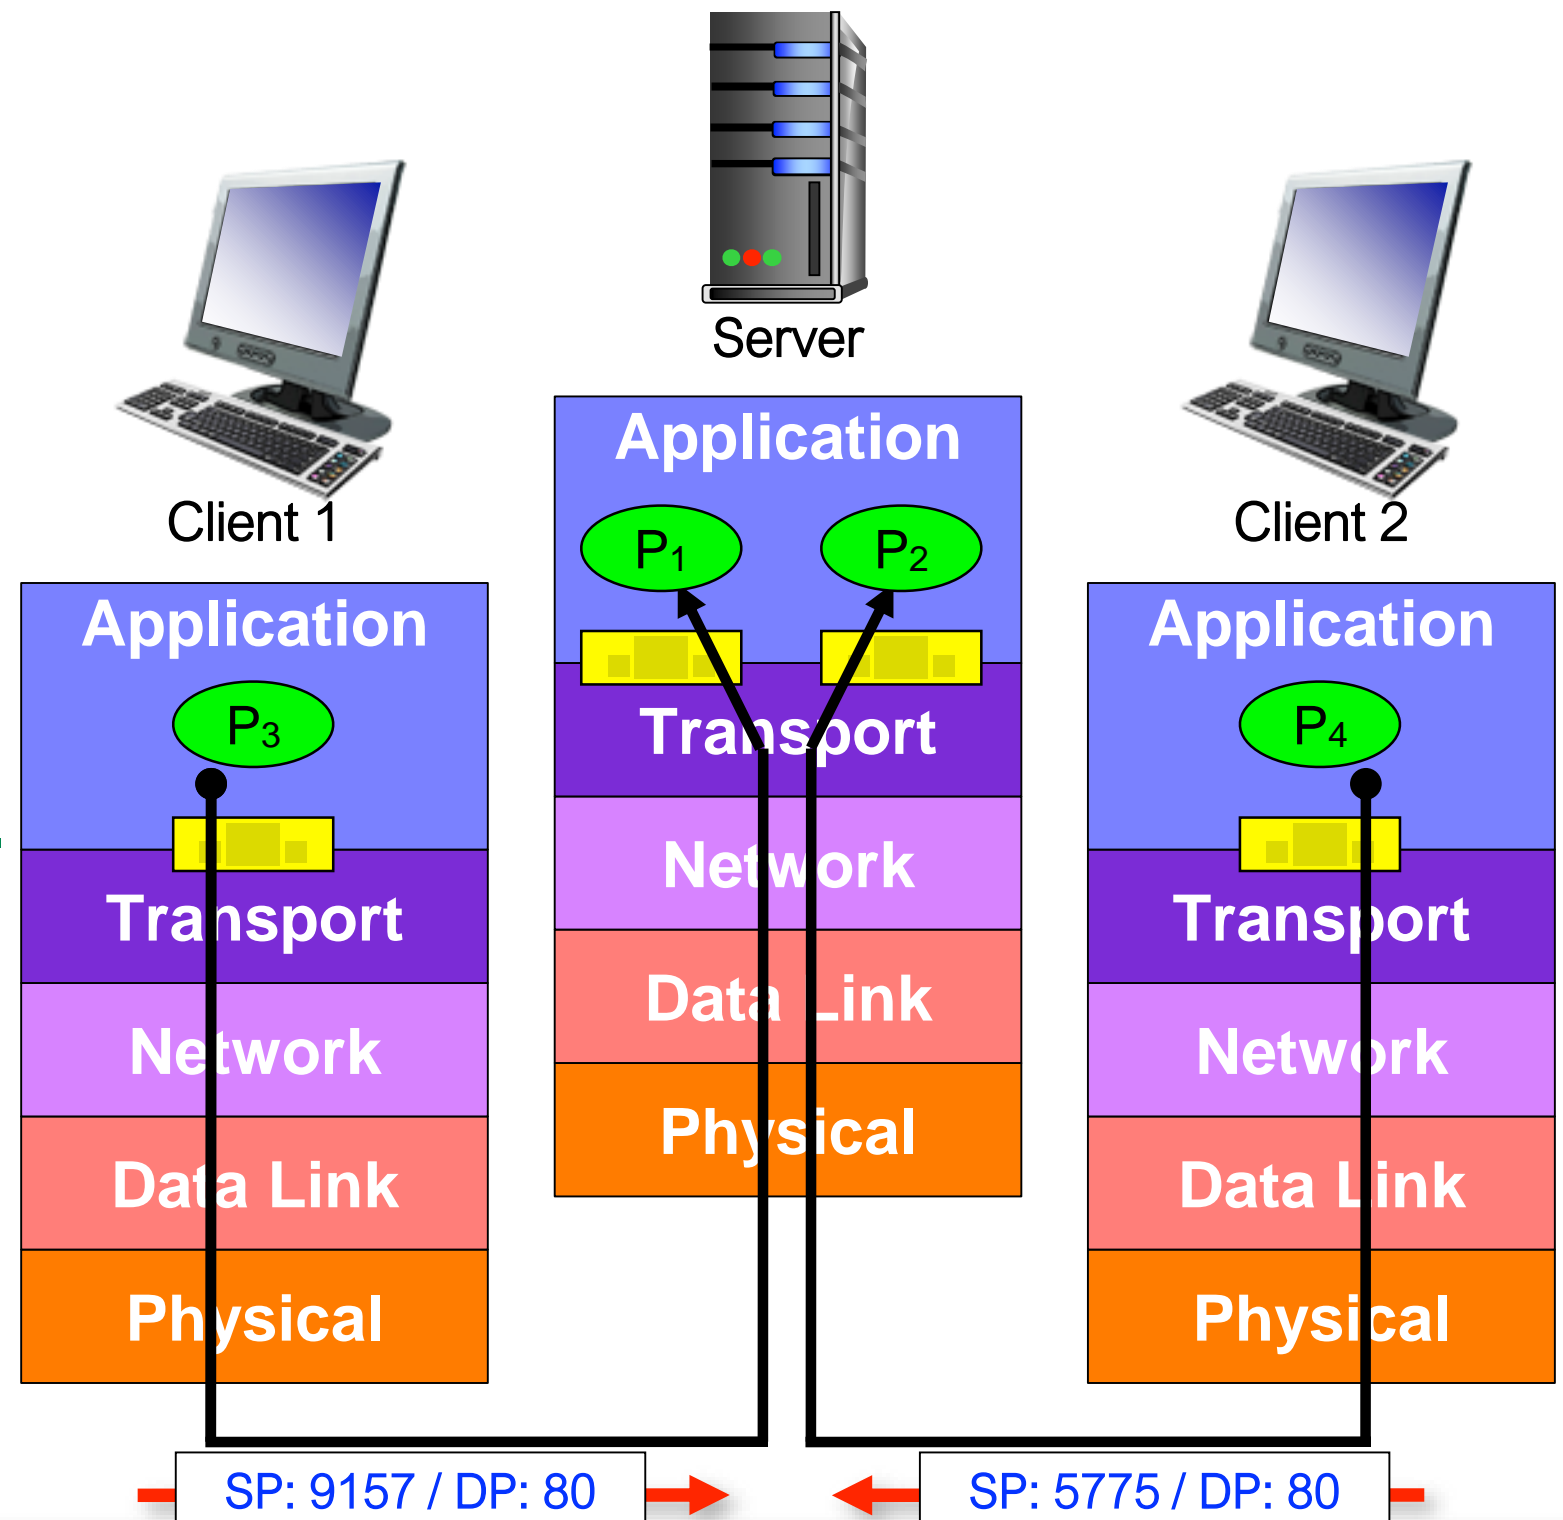 Server
Client 1
Client 2
Application
P1
P2
Transport
Network
Data Link
Physical
Application
P3
Transport
Network
Data Link
Physical
Application
P4
Transport
Network
Data Link
Physical
SP: 9157 / DP: 80
SP: 5775 / DP: 80